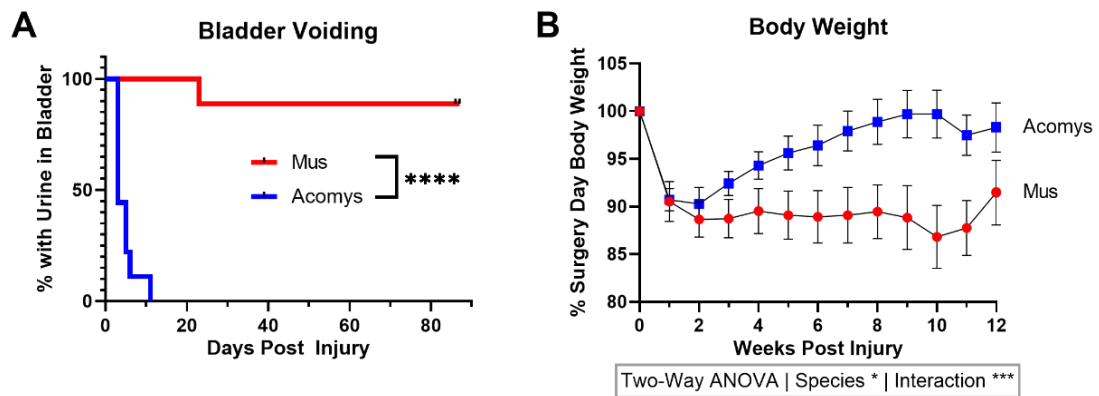 A
Bladder Voiding
% with Urine in Bladder
100
50
0
Mus
Acomys
****
0 20 40 60 80
Days Post Injury
B
Body Weight
% Surgery Day Body Weight
105
100
95
90
85
80
Acomys
Mus
0 2 4 6 8 10 12
Weeks Post Injury
Two-Way ANOVA | Species * | Interaction ***